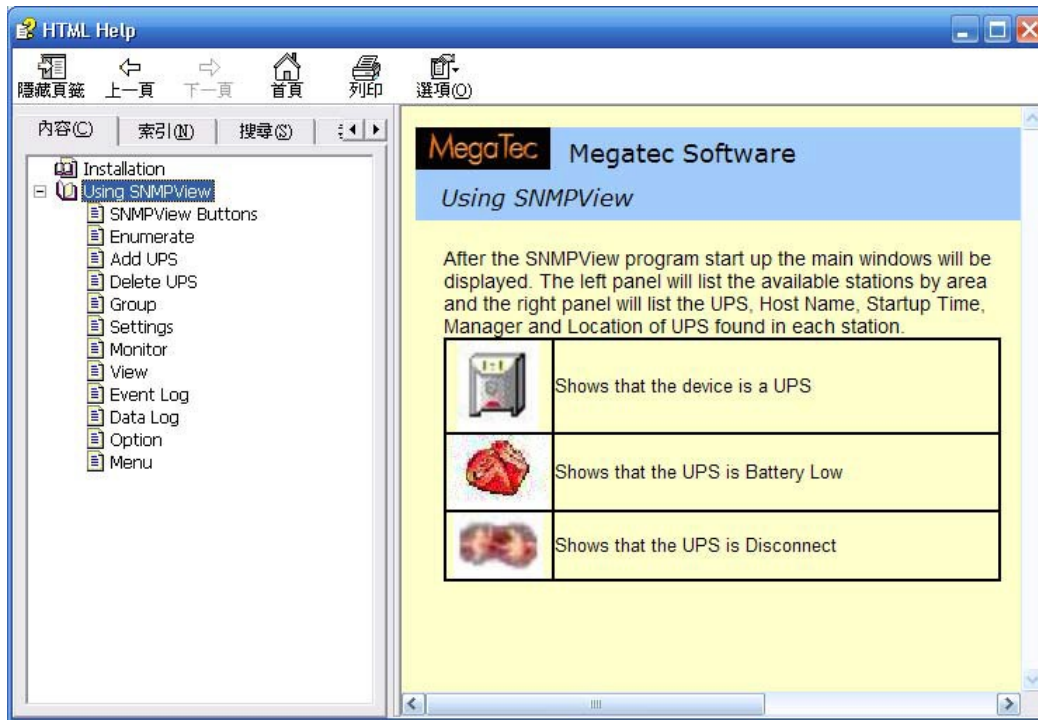 HTML Help
隱藏頁籤 上一頁 下一頁 首頁 列印 選項(O)
內容(C) 索引(N) 搜尋(S)
Installation
Using SNMPView
SNMPView Buttons
Enumerate
Add UPS
Delete UPS
Group
Settings
Monitor
View
Event Log
Data Log
Option
Menu
MegaTec Megatec Software
Using SNMPView
After the SNMPView program start up the main windows will be
displayed. The left panel will list the available stations by area
and the right panel will list the UPS, Host Name, Startup Time,
Manager and Location of UPS found in each station.
Shows that the device is a UPS
Shows that the UPS is Battery Low
Shows that the UPS is Disconnect